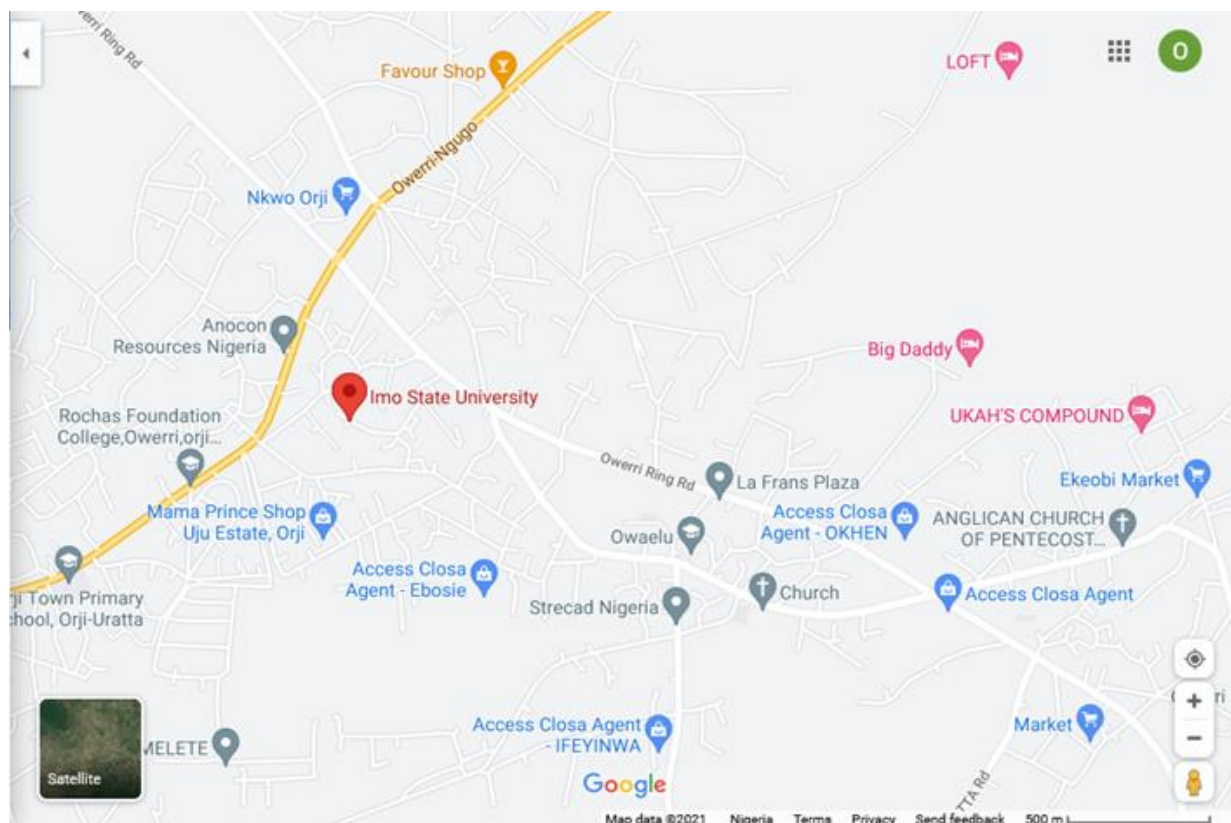 erri Ring Rd
Favour Shop
LOFT
O
Owerri-Ngugo
Nkwo Orji
Anocon
Resources Nigeria
Big Daddy
Imo State University
Rochas Foundation
College,Owerri,orji...
UKAH'S COMPOUND
Owerri Ring Rd
La Frans Plaza
Ekeobi Market
Mama Prince Shop
Uju Estate, Orji
Access Closa
Agent - OKHEN
ANGLICAN CHURCH
OF PENTECOST...
Owaelu
Access Closa
Agent - Ebosie
Church
Access Closa Agent
Strecad Nigeria
ji Town Primary
chool, Orji-Uratta
Access Closa Agent
- IFEYINWA
Market
MELETE
Satellite
TTA Rd
Google
Map data ©2021 Nigeria Terms Privacy Send feedback 500 m